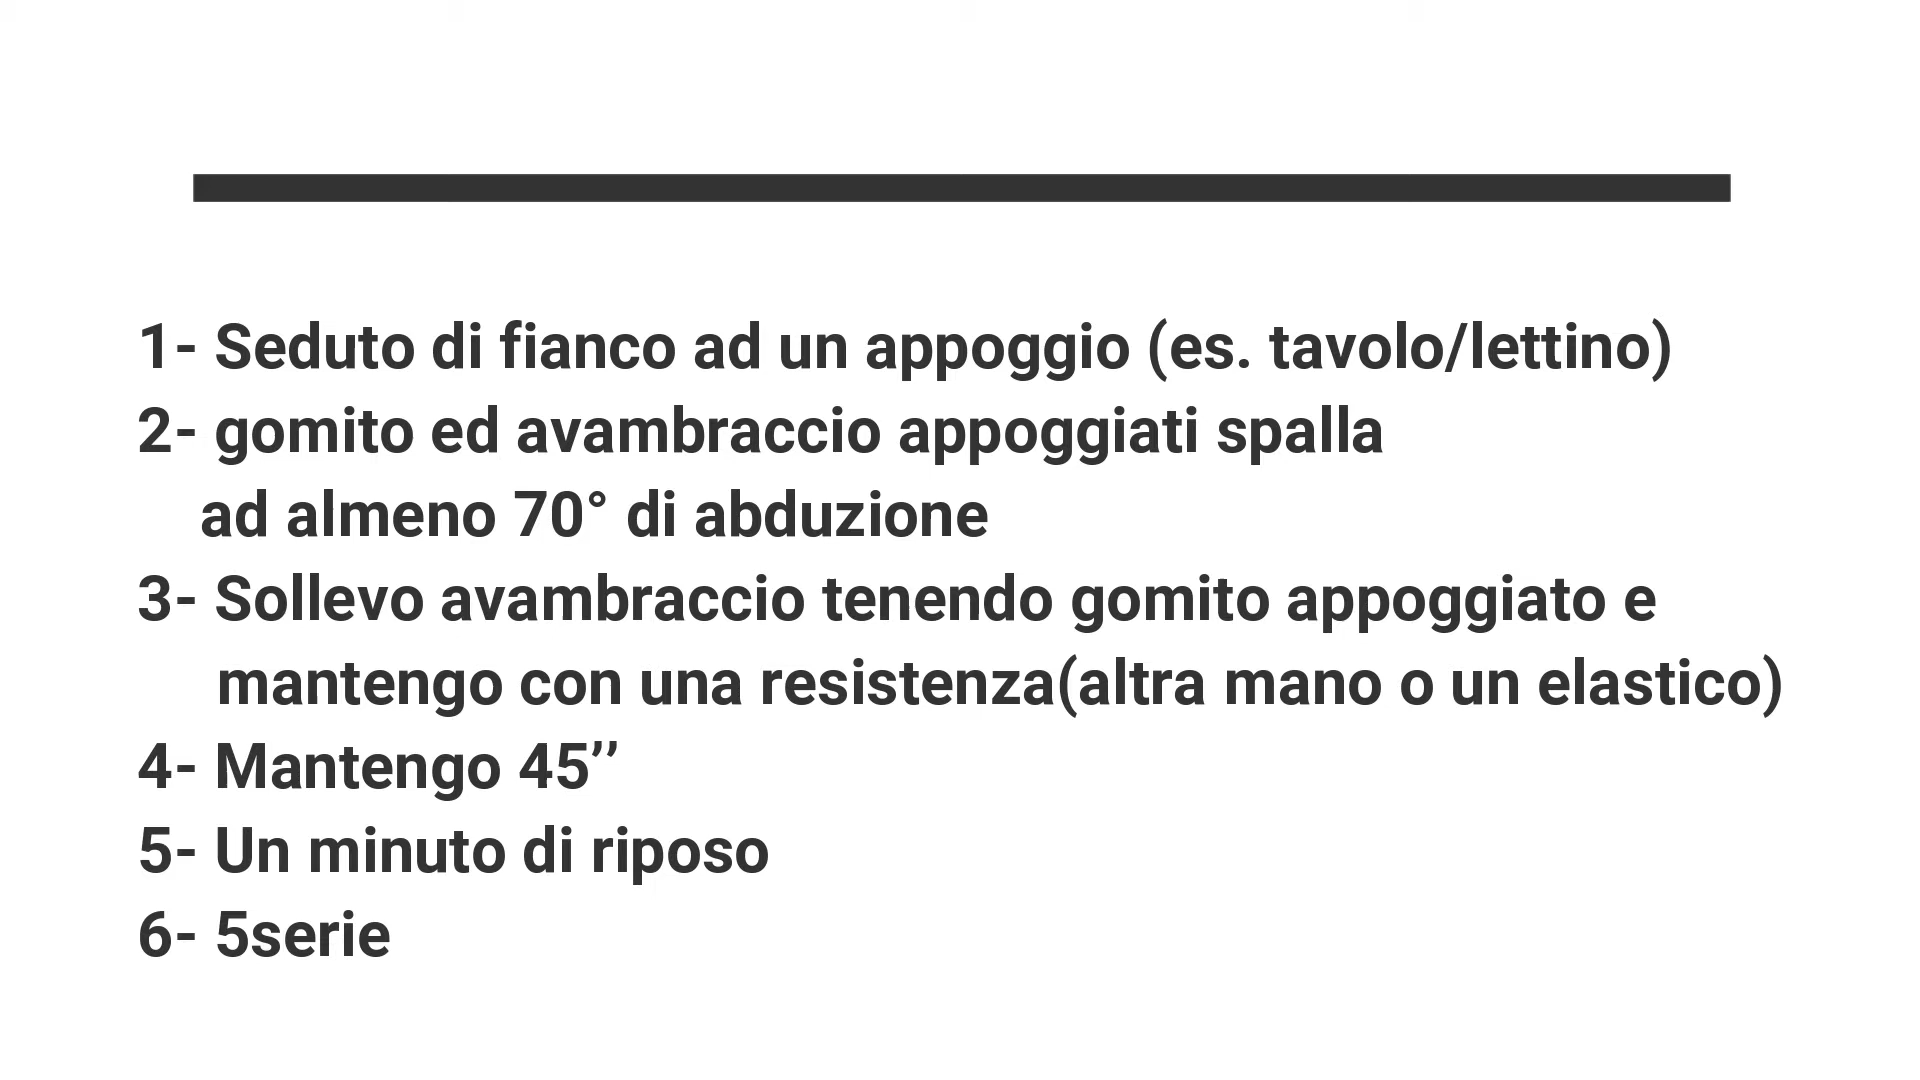 1- Seduto di fianco ad un appoggio (es. tavolo/lettino)
2- gomito ed avambraccio appoggiati spalla
ad almeno 70° di abduzione
3- Sollevo avambraccio tenendo gomito appoggiato e
mantengo con una resistenza(altra mano o un elastico)
4- Mantengo 45’’
5- Un minuto di riposo
6- 5serie